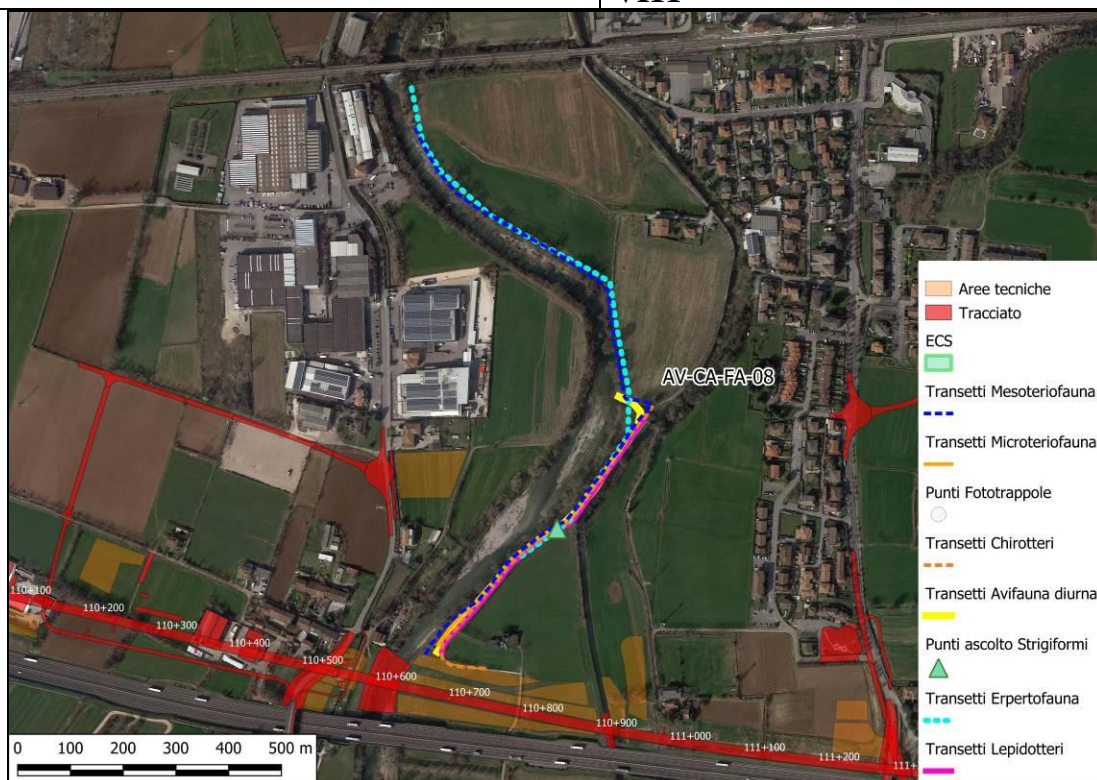 VIII
AV-CA-FA-08
110+100
110+200
110+300
110+400
110+500
110+600
110+700
110+800
110+900
111+000
111+100
111+200
111+
0 100 200 300 400 500 m
Aree tecniche
Tracciato
ECS
Transetti Mesoteriofauna
Transetti Microteriofauna
Punti Fototrappole
Transetti Chirotteri
Transetti Avifauna diurna
Punti ascolto Strigiformi
Transetti Erpertofauna
Transetti Lepidotteri